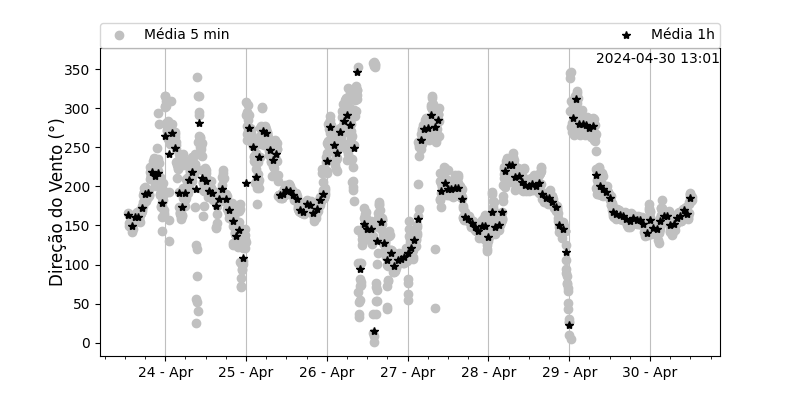 Média 5 min
Média 1h
2024-04-30 13:01
Direção do Vento (°)
350
300
250
200
150
100
50
0
24 - Apr
25 - Apr
26 - Apr
27 - Apr
28 - Apr
29 - Apr
30 - Apr